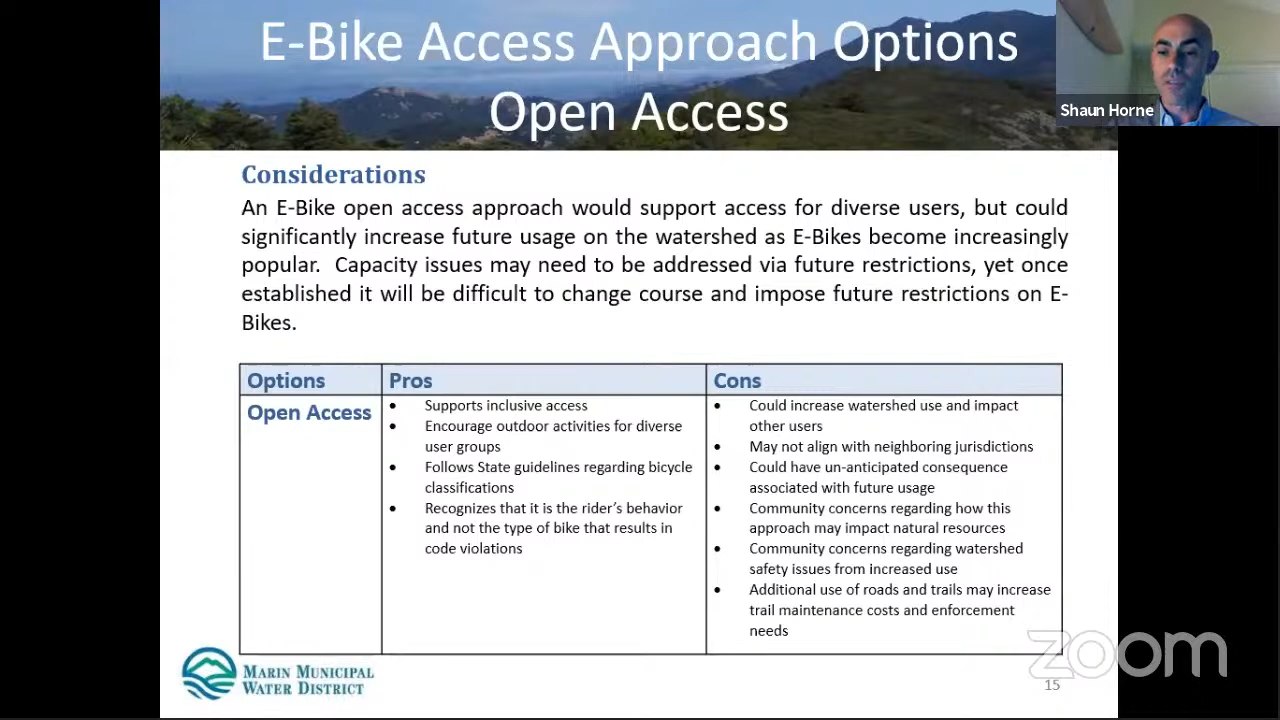 E-Bike Access Approach Options
Open Access
Shaun Horne
Considerations
An E-Bike open access approach would support access for diverse users, but could
significantly increase future usage on the watershed as E-Bikes become increasingly
popular. Capacity issues may need to be addressed via future restrictions, yet once
established it will be difficult to change course and impose future restrictions on E-
Bikes.
Options
Pros
Cons
Open Access
• Supports inclusive access
• Encourage outdoor activities for diverse
user groups
• Follows State guidelines regarding bicycle
classifications
• Recognizes that it is the rider's behavior
and not the type of bike that results in
code violations
• Could increase watershed use and impact
other users
• May not align with neighboring jurisdictions
• Could have un-anticipated consequence
associated with future usage
• Community concerns regarding how this
approach may impact natural resources
• Community concerns regarding watershed
safety issues from increased use
• Additional use of roads and trails may increase
trail maintenance costs and enforcement
needs
MARIN MUNICIPAL
WATER DISTRICT
zoom
15